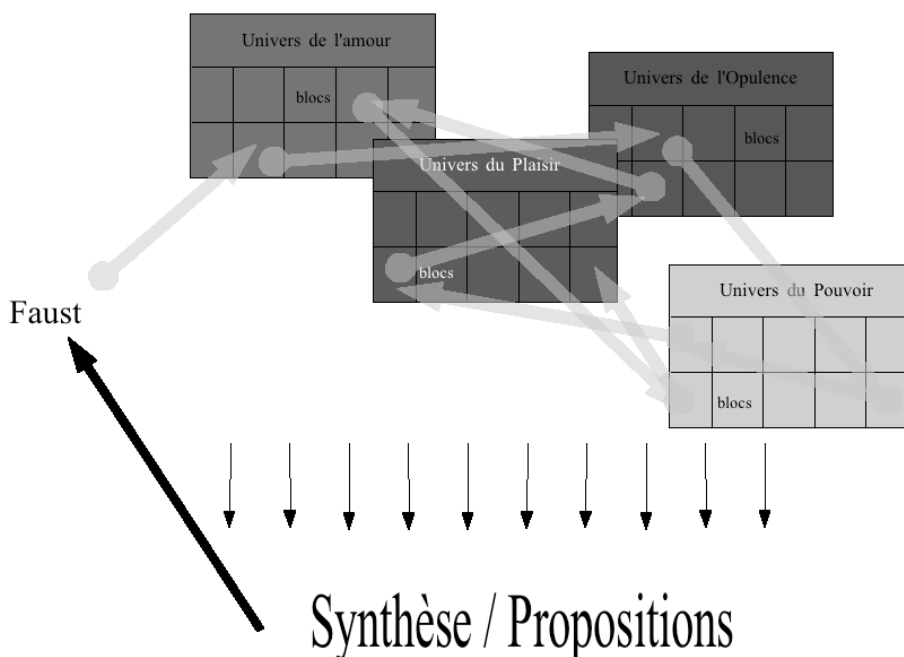 Univers de l'amour
blocs
Univers de l'Opulence
blocs
Univers du Plaisir
blocs
Univers du Pouvoir
blocs
Faust
Synthèse / Propositions